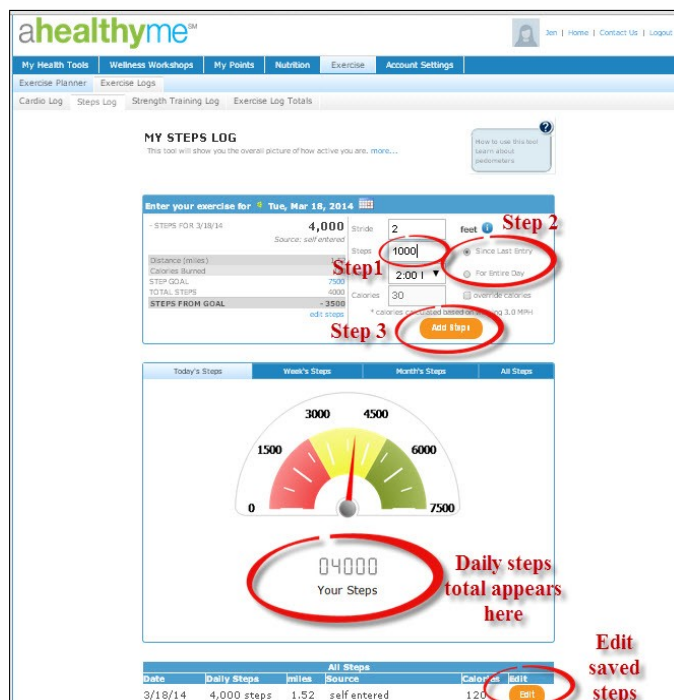 ahealthyme SM
Jen | Home | Contact Us | Logout
My Health Tools Wellness Workshops My Points Nutrition Exercise Account Settings
Exercise Planner Exercise Logs
Cardio Log Steps Log Strength Training Log Exercise Log Totals
MY STEPS LOG
This tool will show you the overall picture of how active you are. more...
?
How to use this tool
Learn about
pedometers
Enter your exercise for Tue, Mar 18, 2014
- STEPS FOR 3/18/14 4,000
Source: self entered
Distance (miles) 1.52
Calories Burned
STEP GOAL 7500
TOTAL STEPS 4000
STEPS FROM GOAL - 3500
edit steps
Stride 2 feet i
Step 2
Steps 1000
Since Last Entry
Step1
2:00
For Entire Day
Calories 30 override calories
* calories calculated based on walking 3.0 MPH
Step 3
Add Steps
Today's Steps Week's Steps Month's Steps All Steps
0 1500 3000 4500 6000 7500
04000
Your Steps
Daily steps
total appears
here
Edit
saved
steps
All Steps
Date Daily Steps miles Source Calories Edit
3/18/14 4,000 steps 1.52 self entered 120 Edit